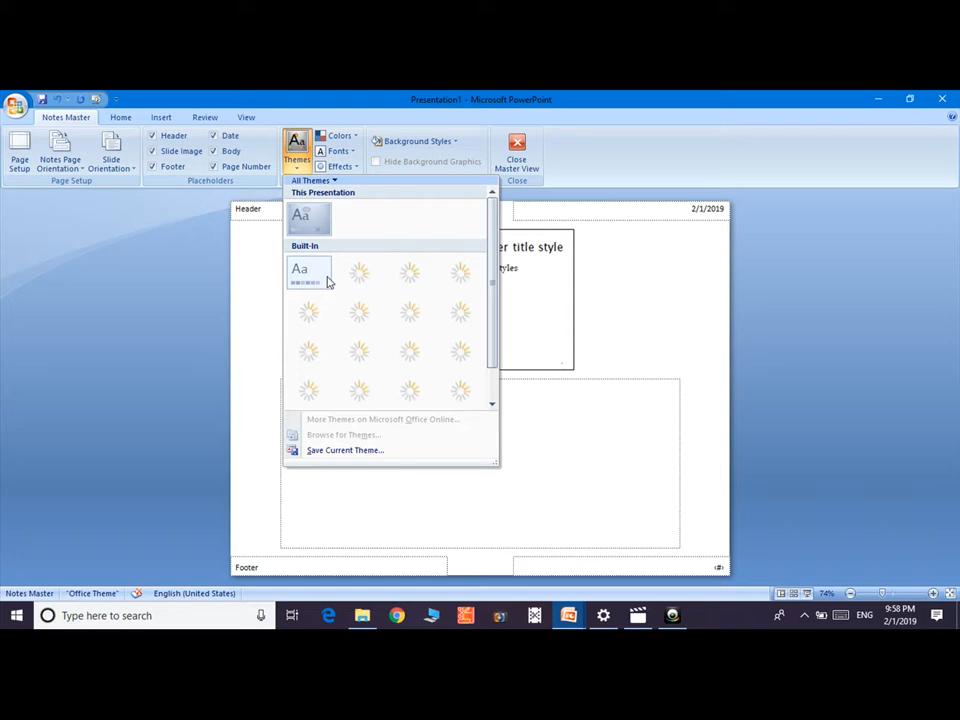 Presentation1 - Microsoft PowerPoint
Notes Master Home Insert Review View
Page Setup
Notes Page Orientation
Slide Orientation
Page Setup
Header Date
Slide Image Body
Footer Page Number
Placeholders
Aa
Themes
Colors
Fonts
Effects
Background Styles
Hide Background Graphics
Close Master View
Close
All Themes
This Presentation
Aa
Built-In
Aa
More Themes on Microsoft Office Online...
Browse for Themes...
Save Current Theme...
Header 2/1/2019
er title style
styles
Footer ‹#›
Notes Master "Office Theme" English (United States) 74%
Type here to search
ENG
9:58 PM
2/1/2019